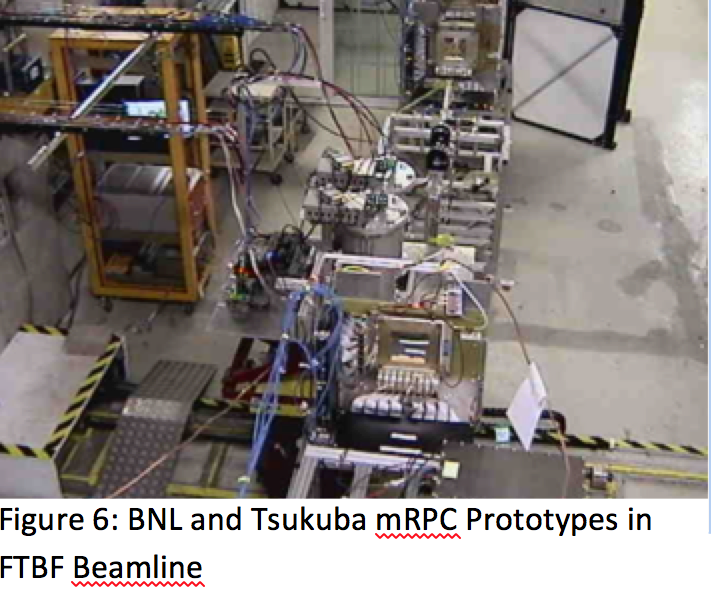 Figure 6: BNL and Tsukuba mRPC Prototypes in
FTBF Beamline